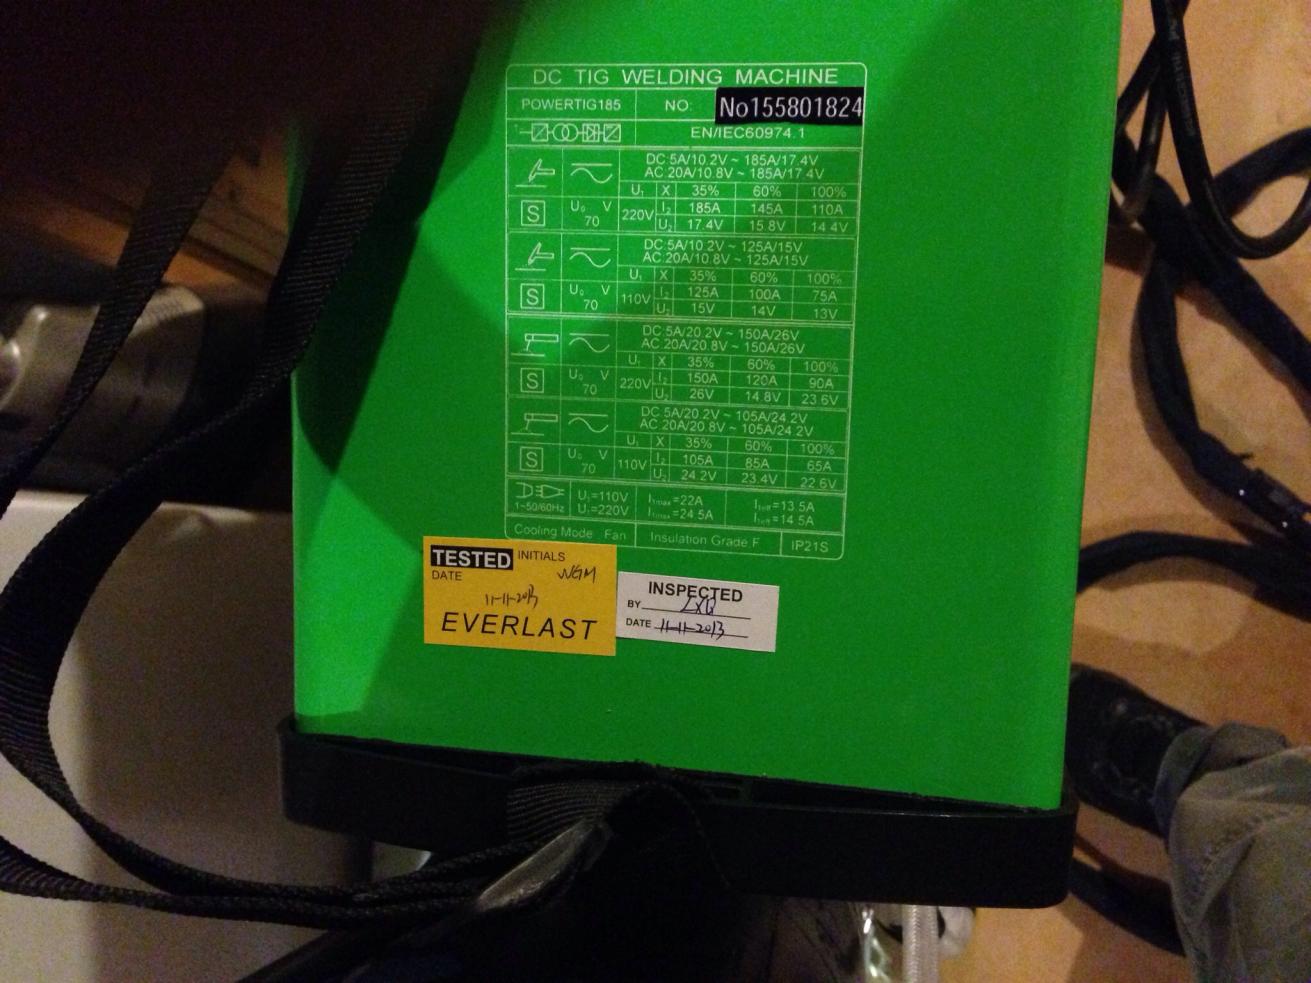 DC TIG WELDING MACHINE
POWERTIG185 NO: No155801824
EN/IEC60974.1
DC:5A/10.2V ~ 185A/17.4V
AC:20A/10.8V ~ 185A/17.4V
U₁ X 35% 60% 100%
S U₀ V 70 220V I₂ 185A 145A 110A
U₂ 17.4V 15.8V 14.4V
DC:5A/10.2V ~ 125A/15V
AC:20A/10.8V ~ 125A/15V
U₁ X 35% 60% 100%
S U₀ V 70 110V I₂ 125A 100A 75A
U₂ 15V 14V 13V
DC:5A/20.2V ~ 150A/26V
AC:20A/20.8V ~ 150A/26V
U₁ X 35% 60% 100%
S U₀ V 70 220V I₂ 150A 120A 90A
U₂ 26V 14.8V 23.6V
DC:5A/20.2V ~ 105A/24.2V
AC:20A/20.8V ~ 105A/24.2V
U₁ X 35% 60% 100%
S U₀ V 70 110V I₂ 105A 85A 65A
U₂ 24.2V 23.4V 22.6V
U₁=110V I₁max=22A I₁eff=13.5A
1~50/60Hz U₁=220V I₁max=24.5A I₁eff=14.5A
Cooling Mode Fan Insulation Grade F IP21S
TESTED INITIALS
DATE WGM
11-11-2013
EVERLAST
INSPECTED
BY LXQ
DATE 11-11-2013